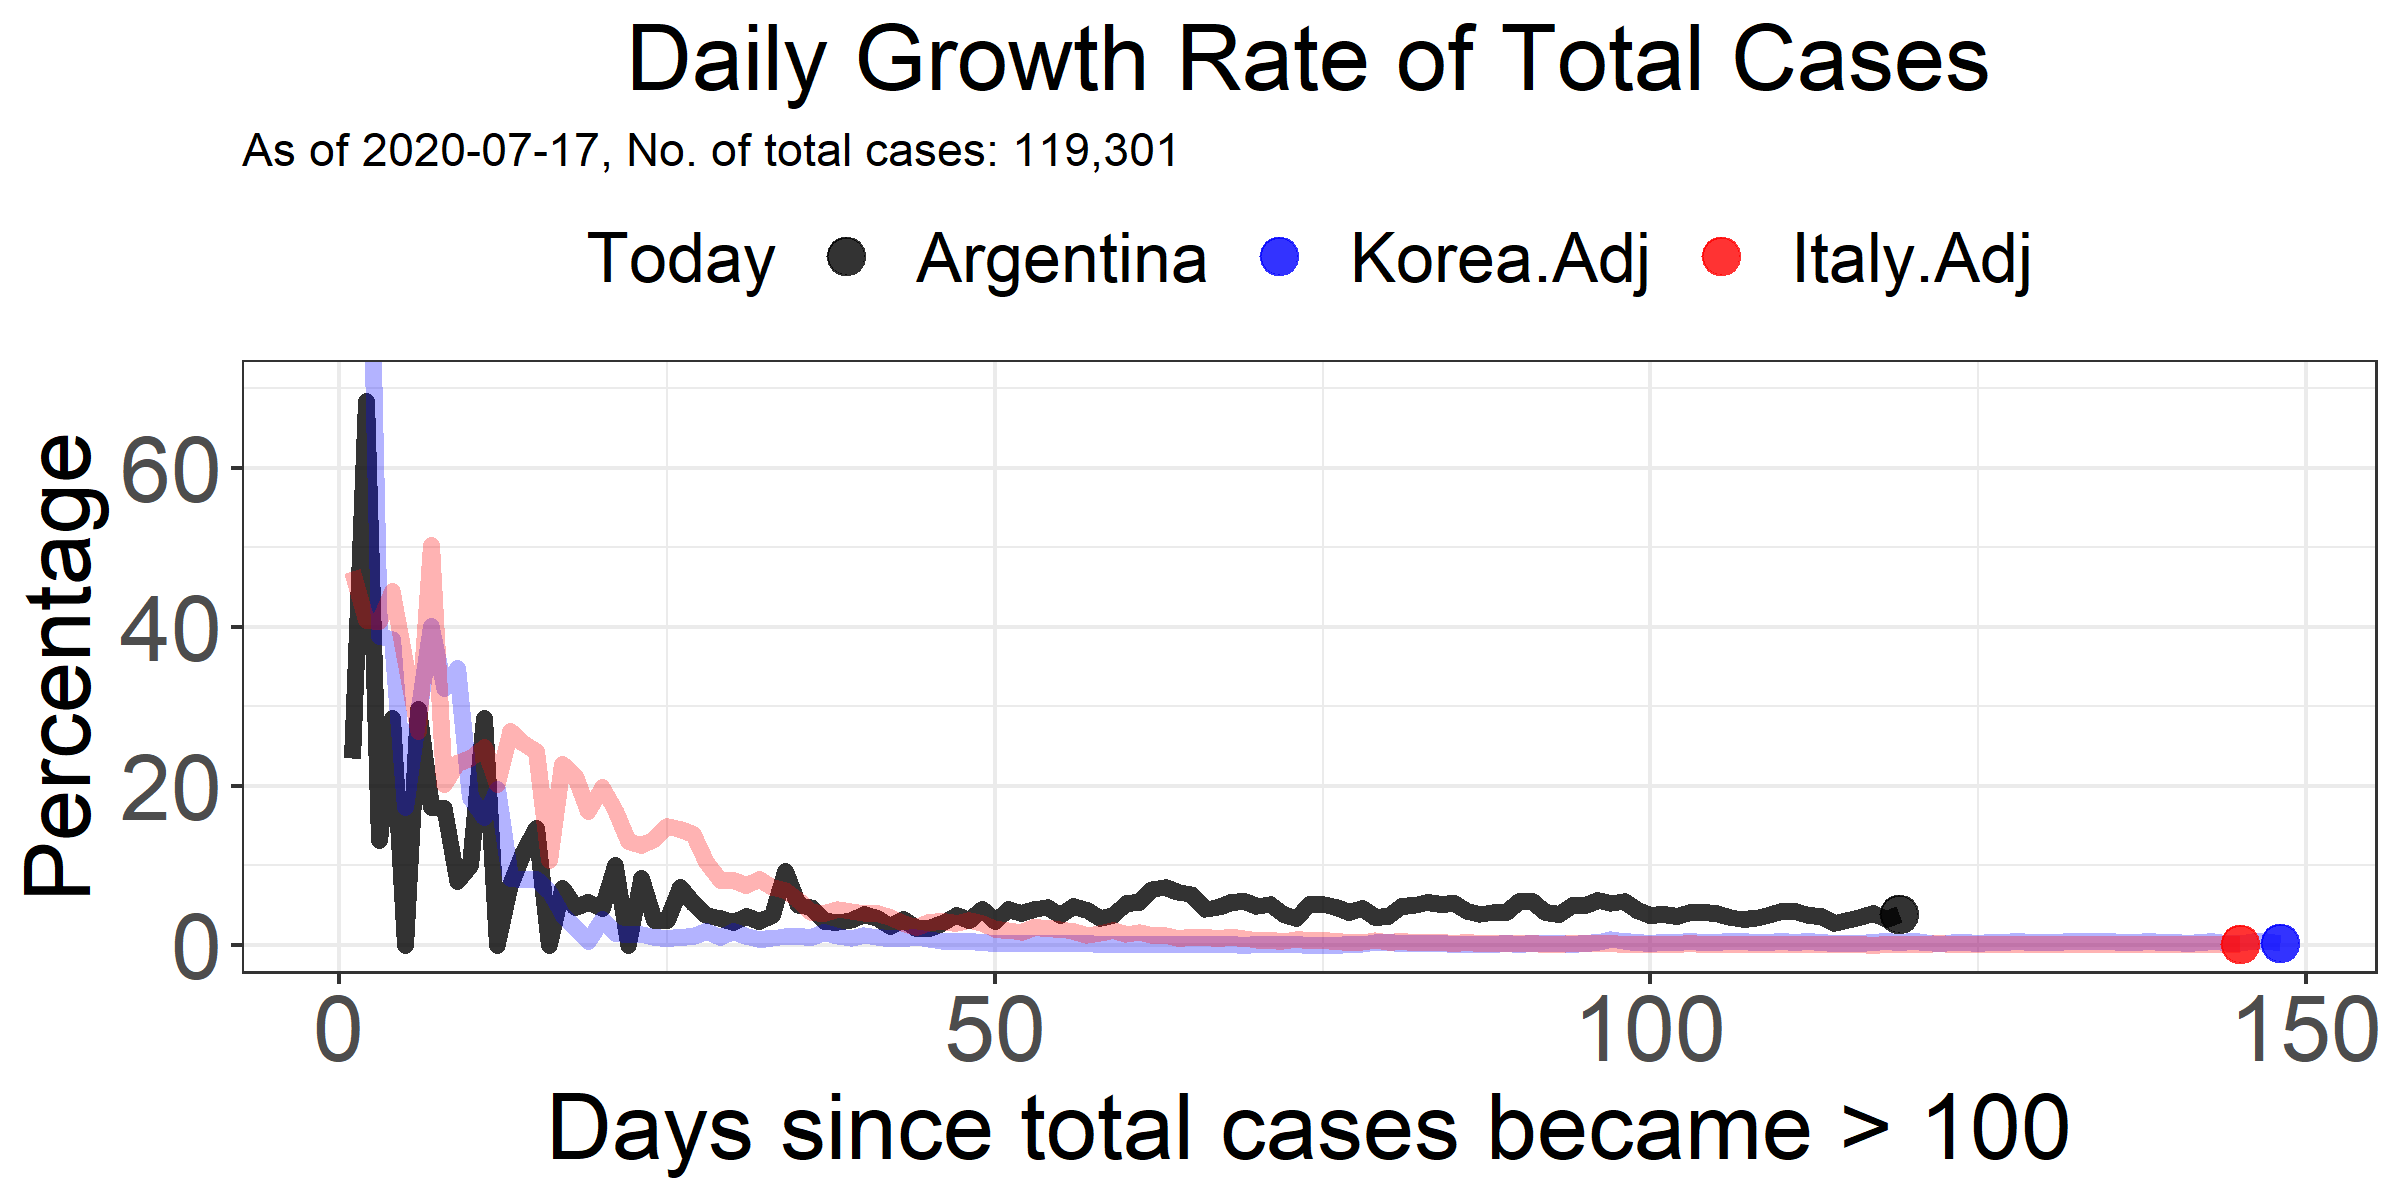 Daily Growth Rate of Total Cases
As of 2020-07-17, No. of total cases: 119,301
Today Argentina Korea.Adj Italy.Adj
Percentage
60
40
20
0
0 50 100 150
Days since total cases became > 100